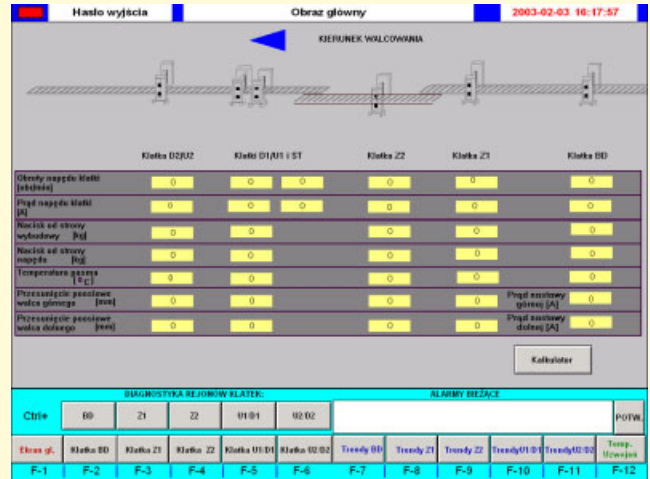 Hasło wyjścia Obraz główny 2003-02-03 16:17:57
KIERUNEK WALCOWANIA
Klatka D2/U2 Klatki D1/U1 i ST Klatka Z2 Klatka Z1 Klatka BD
Obroty napędu klatki [obr/min] 0 0 0 0 0 0
Prąd napędu klatki [A] 0 0 0 0 0 0
Nacisk od strony wybudowy [kg] 0 0 0 0 0
Nacisk od strony napędu [kg] 0 0 0 0 0
Temperatura pasma [°C] 0 0 0 0 0
Przesunięcie poosiowe walca górnego [mm] 0 0 0 0 Prąd nastawy górnej [A] 0
Przesunięcie poosiowe walca dolnego [mm] 0 0 0 0 Prąd nastawy dolnej [A] 0
Kalkulator
DIAGNOSTYKA REJONÓW KLATEK: ALARMY BIEŻĄCE
Ctrl+ BD Z1 Z2 U1/D1 U2/D2 POTW.
Ekran gł. Klatka BD Klatka Z1 Klatka Z2 Klatka U1/D1 Klatka U2/D2 Trendy BD Trendy Z1 Trendy Z2 TrendyU1/D1 TrendyU2/D2 Temp. Uzwojeń
F-1 F-2 F-3 F-4 F-5 F-6 F-7 F-8 F-9 F-10 F-11 F-12